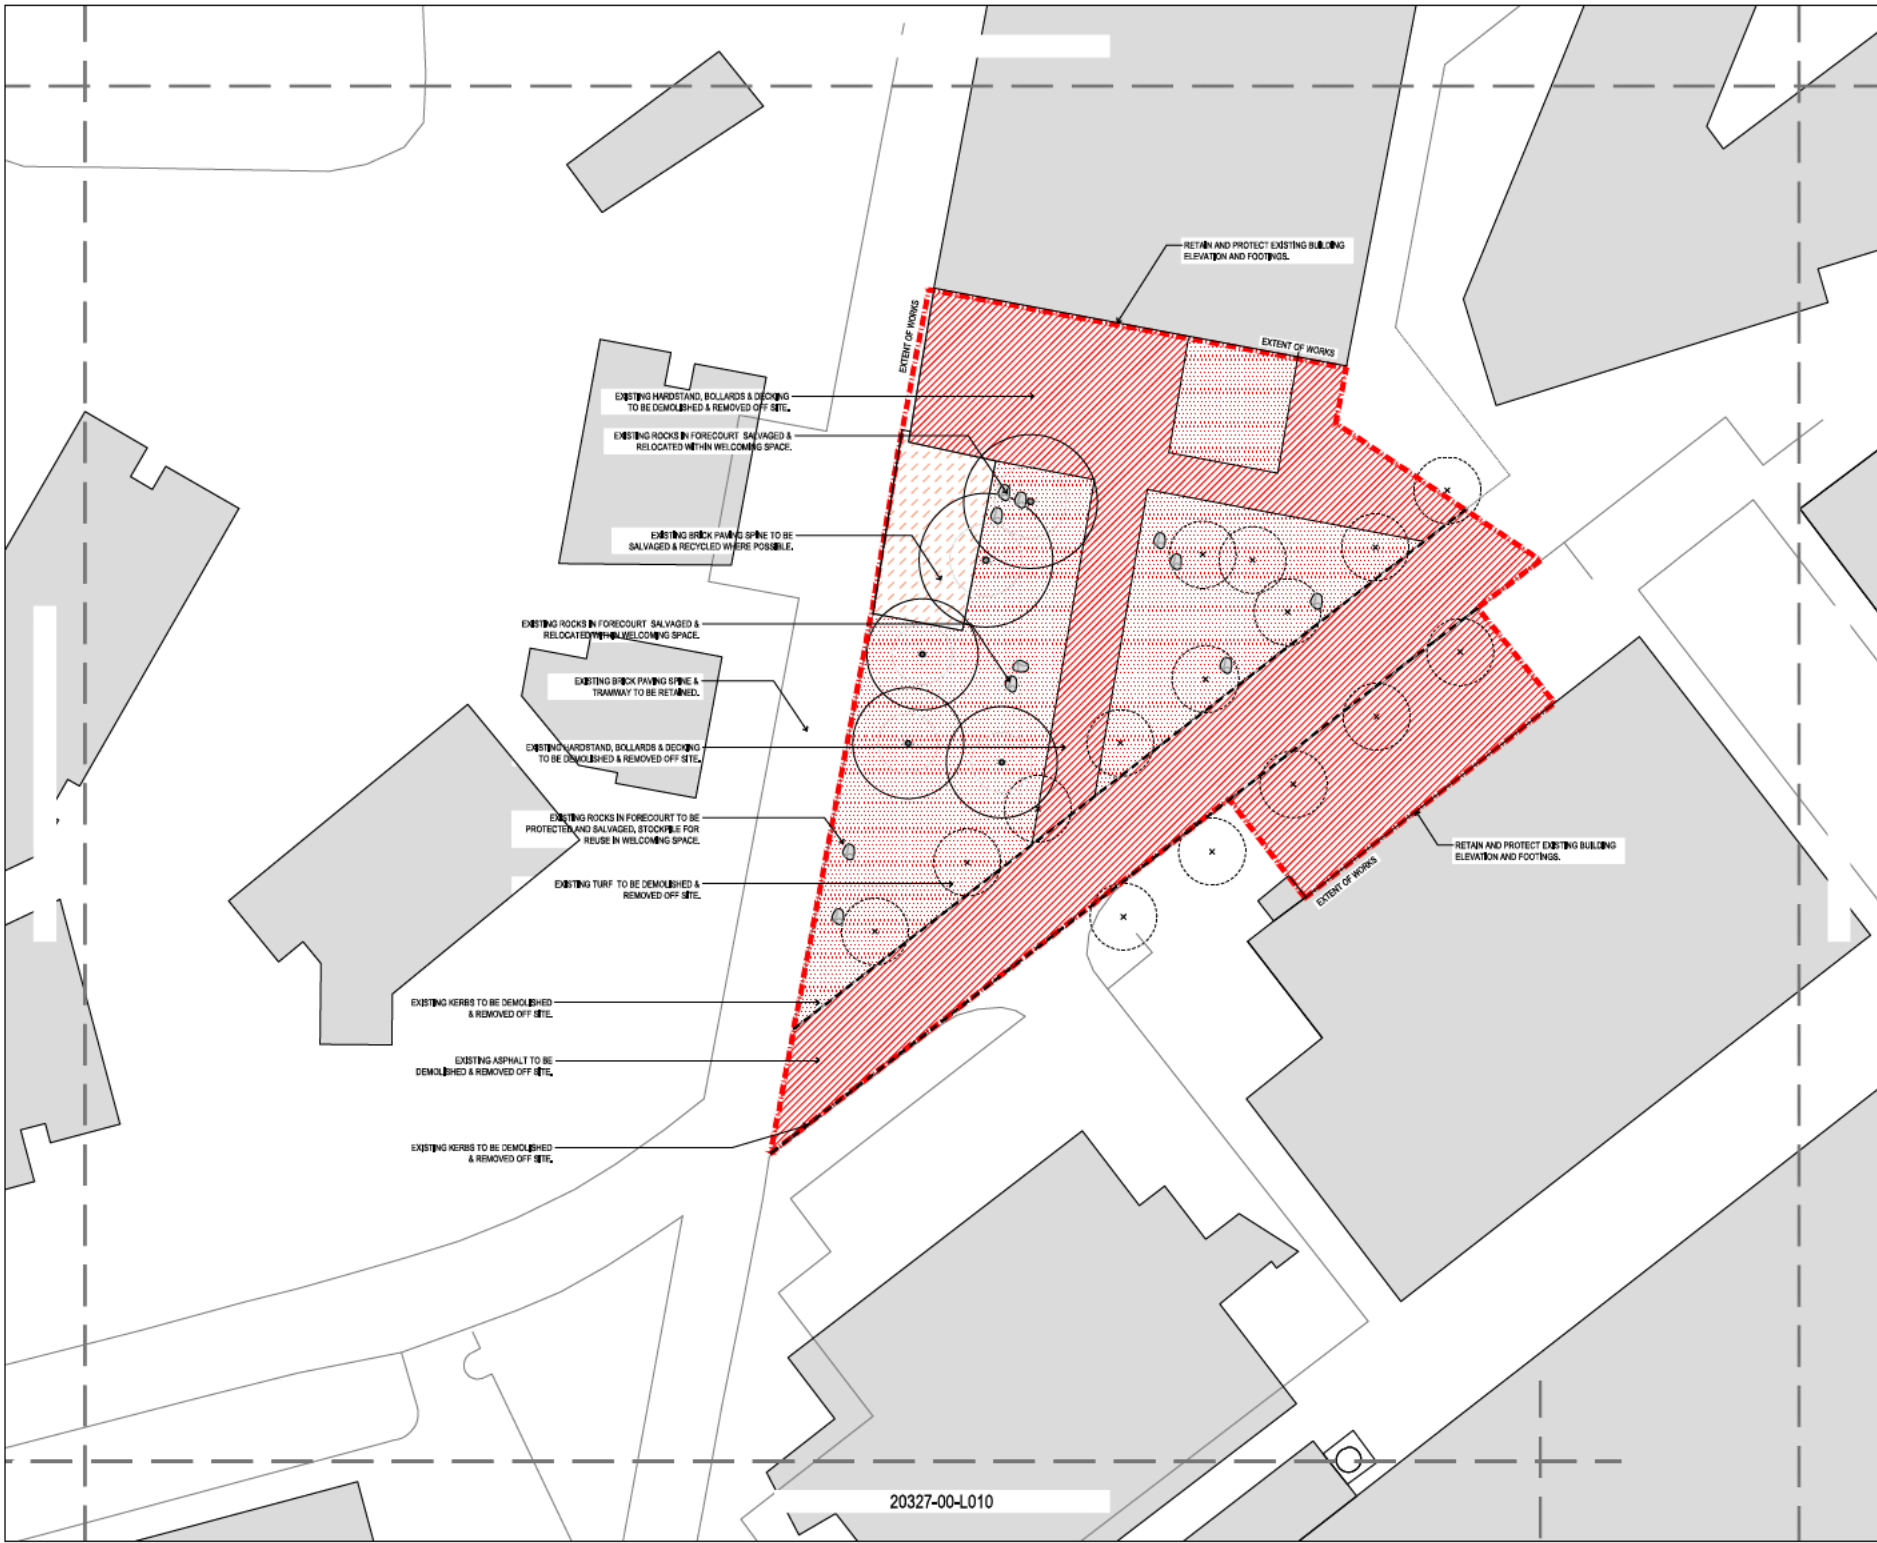 RETAIN AND PROTECT EXISTING BUILDING
ELEVATION AND FOOTINGS.
EXTENT OF WORKS
EXTENT OF WORKS
EXISTING HARDSTAND, BOLLARDS & DECKING
TO BE DEMOLISHED & REMOVED OFF SITE.
EXISTING ROCKS IN FORECOURT SALVAGED &
RELOCATED WITHIN WELCOMING SPACE.
EXISTING BRICK PAVING SPINE TO BE
SALVAGED & RECYCLED WHERE POSSIBLE.
EXISTING ROCKS IN FORECOURT SALVAGED &
RELOCATED WITHIN WELCOMING SPACE.
EXISTING BRICK PAVING SPINE &
TRAMWAY TO BE RETAINED.
EXISTING HARDSTAND, BOLLARDS & DECKING
TO BE DEMOLISHED & REMOVED OFF SITE.
EXISTING ROCKS IN FORECOURT TO BE
PROTECTED AND SALVAGED, STOCKPILE FOR
REUSE IN WELCOMING SPACE.
EXISTING TURF TO BE DEMOLISHED &
REMOVED OFF SITE.
RETAIN AND PROTECT EXISTING BUILDING
ELEVATION AND FOOTINGS.
EXTENT OF WORKS
EXISTING KERBS TO BE DEMOLISHED
& REMOVED OFF SITE.
EXISTING ASPHALT TO BE
DEMOLISHED & REMOVED OFF SITE.
EXISTING KERBS TO BE DEMOLISHED
& REMOVED OFF SITE.
20327-00-L010